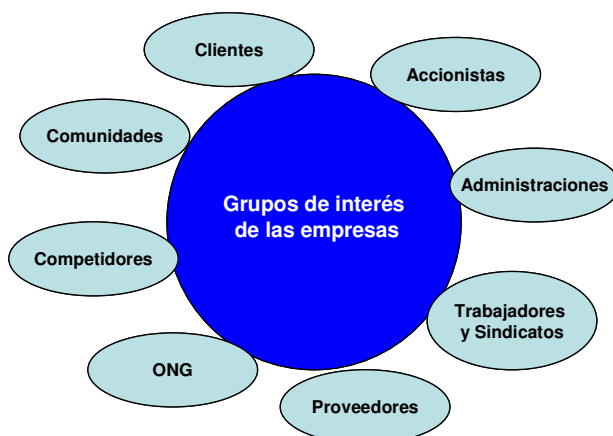 Clientes
Accionistas
Comunidades
Administraciones
Grupos de interés
de las empresas
Competidores
Trabajadores
y Sindicatos
ONG
Proveedores